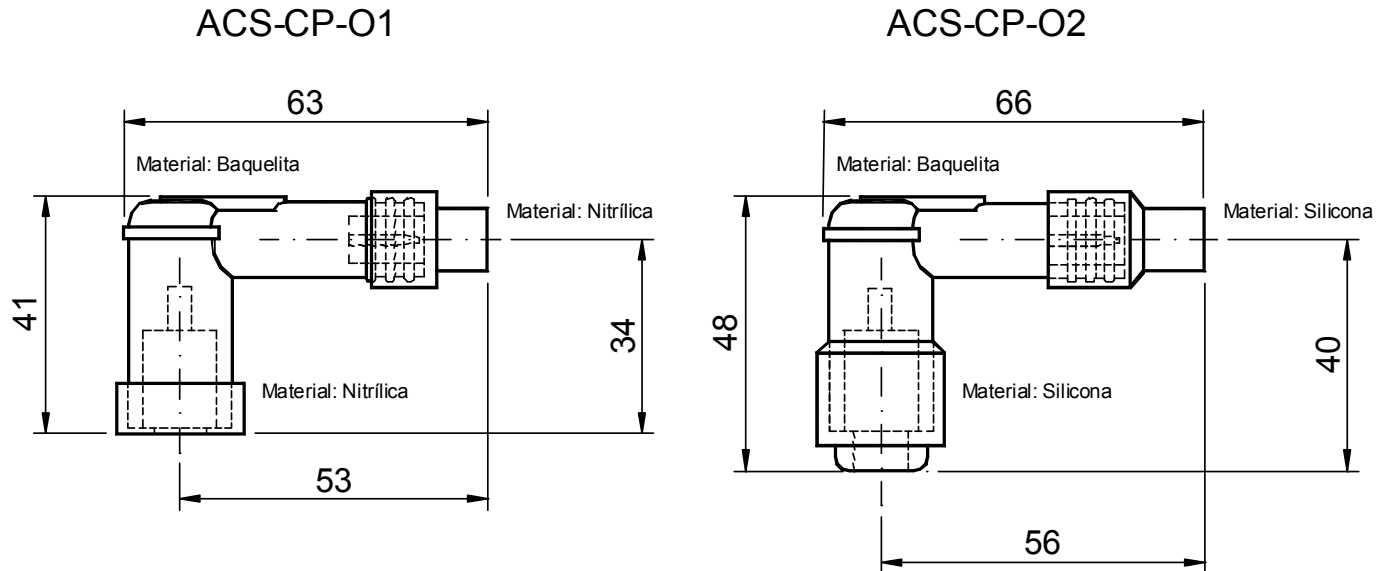 ACS-CP-O1
63
Material: Baquelita
Material: Nitrílica
41
34
Material: Nitrílica
53
ACS-CP-O2
66
Material: Baquelita
Material: Silicona
48
40
Material: Silicona
56